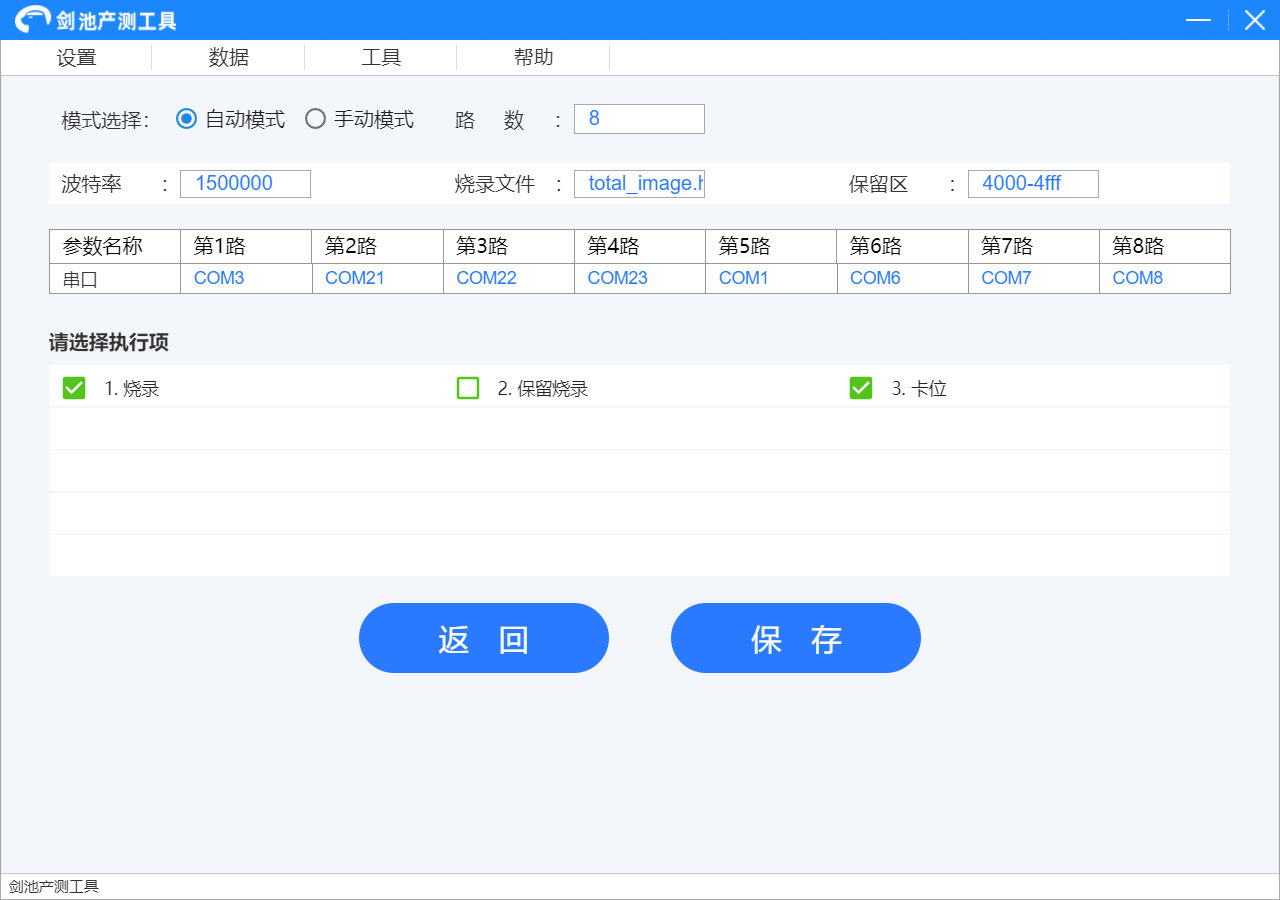 剑池产测工具
设置 数据 工具 帮助
模式选择: 自动模式 手动模式 路 数 : 8
波特率 : 1500000 烧录文件 : total_image.h 保留区 : 4000-4fff
参数名称 第1路 第2路 第3路 第4路 第5路 第6路 第7路 第8路
串口 COM3 COM21 COM22 COM23 COM1 COM6 COM7 COM8
请选择执行项
1. 烧录 2. 保留烧录 3. 卡位
返 回 保 存
剑池产测工具